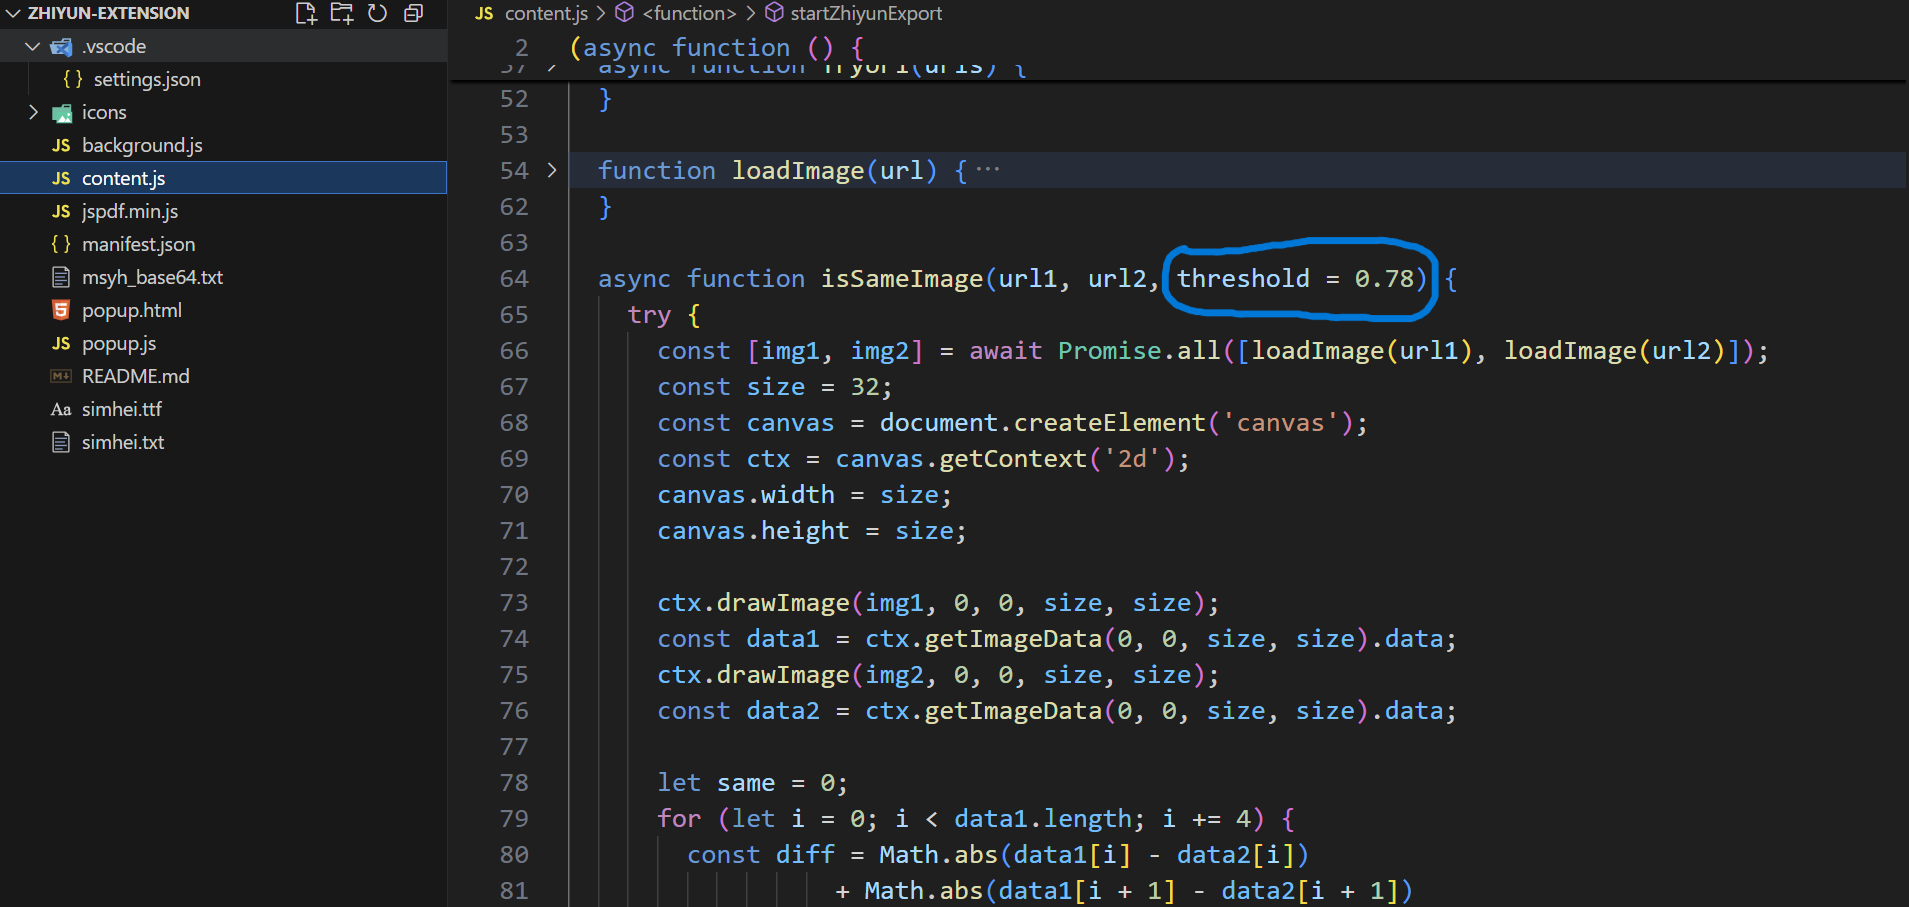 ZHIYUN-EXTENSION
.vscode
{ } settings.json
icons
JS background.js
JS content.js
JS jspdf.min.js
{ } manifest.json
msyh_base64.txt
5 popup.html
JS popup.js
M↓ README.md
Aa simhei.ttf
simhei.txt
JS content.js > <function> > startZhiyunExport
2 (async function () {
37 async function TryOrI(urls) {
52 }
53
54 function loadImage(url) { ···
62 }
63
64 async function isSameImage(url1, url2, threshold = 0.78) {
65 try {
66 const [img1, img2] = await Promise.all([loadImage(url1), loadImage(url2)]);
67 const size = 32;
68 const canvas = document.createElement('canvas');
69 const ctx = canvas.getContext('2d');
70 canvas.width = size;
71 canvas.height = size;
72
73 ctx.drawImage(img1, 0, 0, size, size);
74 const data1 = ctx.getImageData(0, 0, size, size).data;
75 ctx.drawImage(img2, 0, 0, size, size);
76 const data2 = ctx.getImageData(0, 0, size, size).data;
77
78 let same = 0;
79 for (let i = 0; i < data1.length; i += 4) {
80 const diff = Math.abs(data1[i] - data2[i])
81 + Math.abs(data1[i + 1] - data2[i + 1])